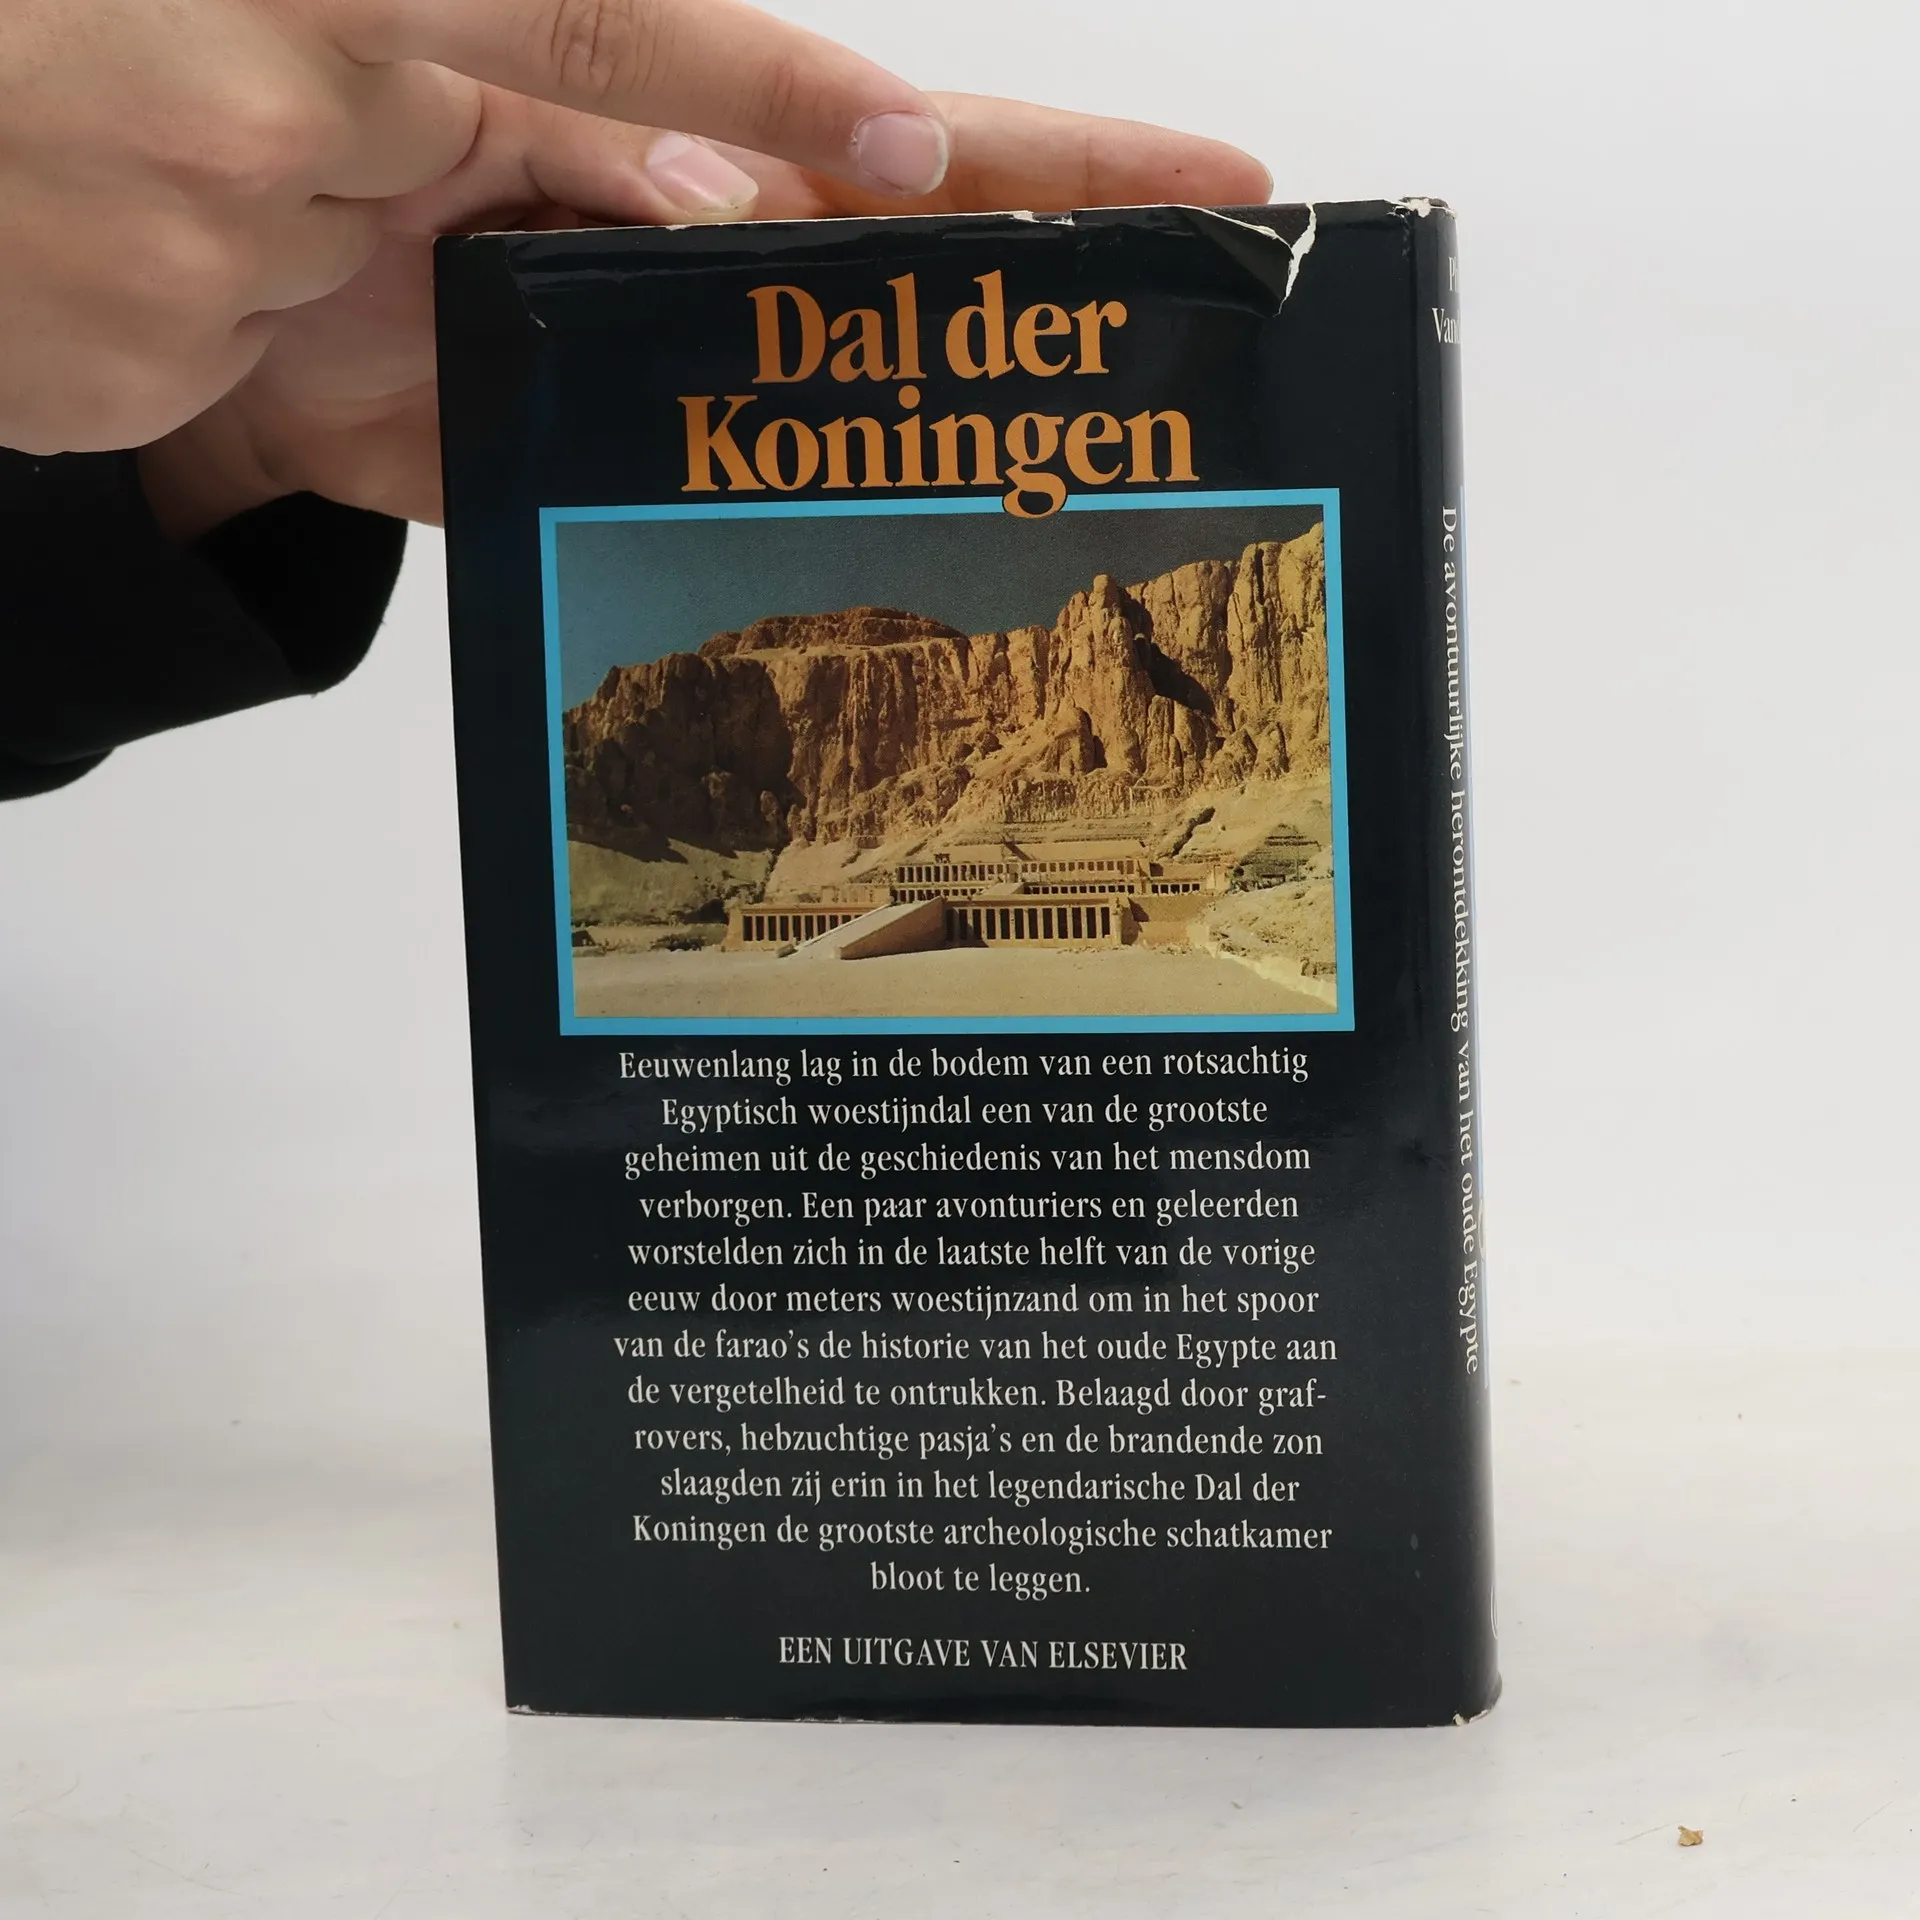 Dal der
Koningen
Eeuwenlang lag in de bodem van een rotsachtig
Egyptisch woestijndal een van de grootste
geheimen uit de geschiedenis van het mensdom
verborgen. Een paar avonturiers en geleerden
worstelden zich in de laatste helft van de vorige
eeuw door meters woestijnzand om in het spoor
van de farao's de historie van het oude Egypte aan
de vergetelheid te ontrukken. Belaagd door graf-
rovers, hebzuchtige pasja's en de brandende zon
slaagden zij erin in het legendarische Dal der
Koningen de grootste archeologische schatkamer
bloot te leggen.
EEN UITGAVE VAN ELSEVIER
De avontuurlijke herontdekking van het oude Egypte